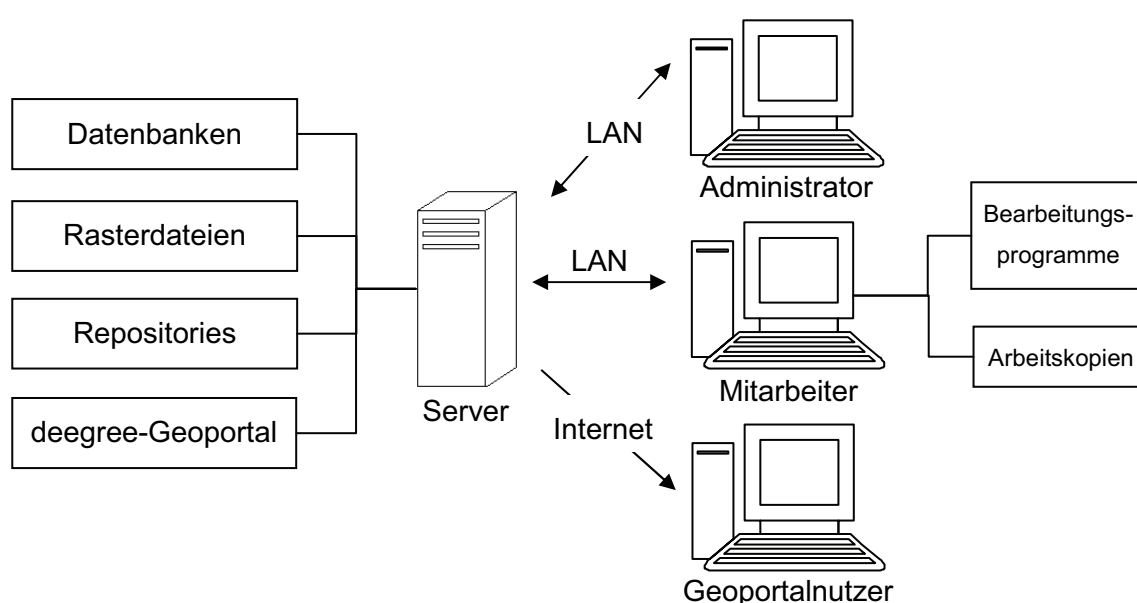 Datenbanken
Rasterdateien
Repositories
deegree-Geoportal
Server
LAN
LAN
Internet
Administrator
Mitarbeiter
Geoportalnutzer
Bearbeitungs-
programme
Arbeitskopien